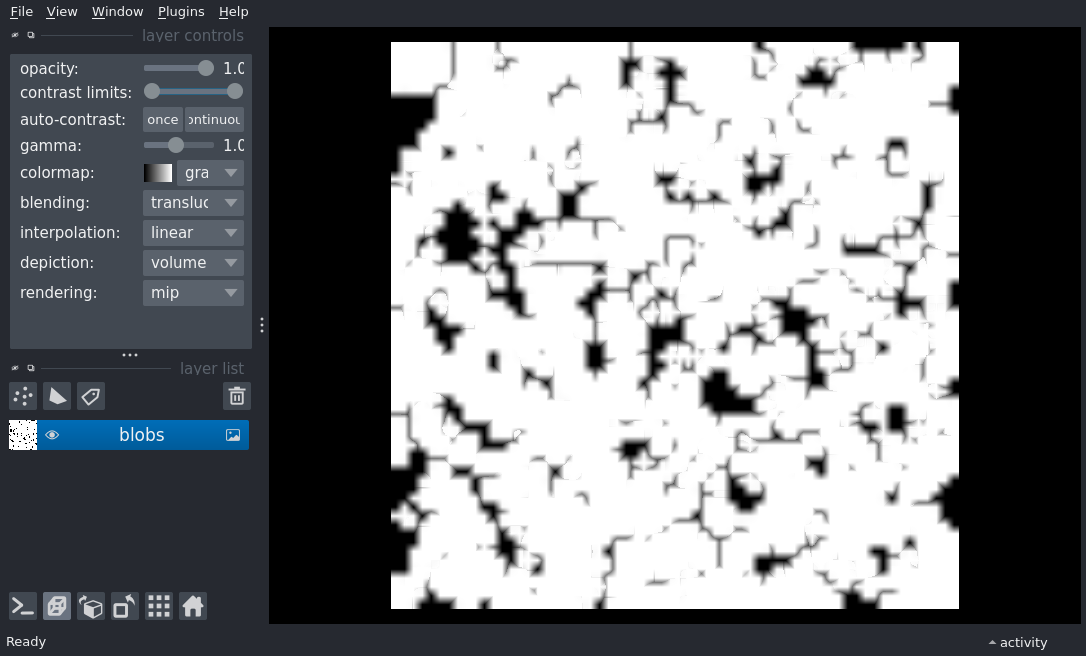 File View Window Plugins Help
layer controls
opacity: 1.0
contrast limits:
auto-contrast: once ontinuou
gamma: 1.0
colormap: gra
blending: transluc
interpolation: linear
depiction: volume
rendering: mip
layer list
blobs
Ready
activity